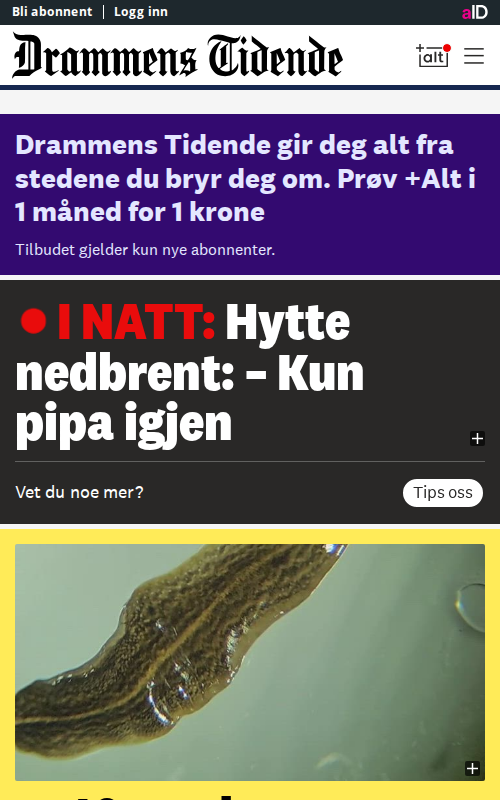 Bli abonnent | Logg inn
aID
Drammens Tidende
+alt
Drammens Tidende gir deg alt fra
stedene du bryr deg om. Prøv +Alt i
1 måned for 1 krone
Tilbudet gjelder kun nye abonnenter.
I NATT: Hytte
nedbrent: – Kun
pipa igjen
+
Vet du noe mer?
Tips oss
+